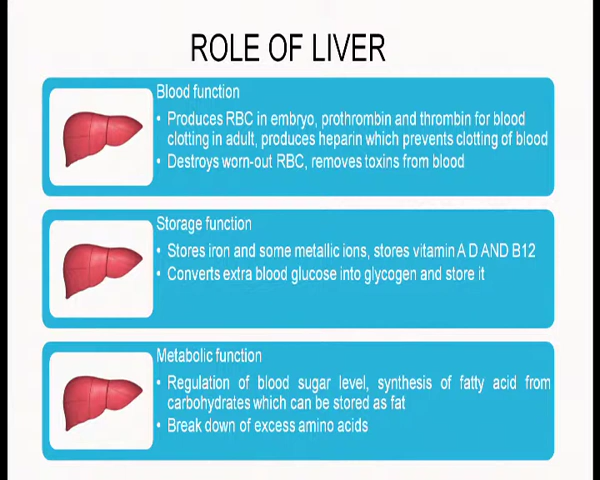 ROLE OF LIVER
Blood function
• Produces RBC in embryo, prothrombin and thrombin for blood
clotting in adult, produces heparin which prevents clotting of blood
• Destroys worn-out RBC, removes toxins from blood
Storage function
• Stores iron and some metallic ions, stores vitamin A D AND B12
• Converts extra blood glucose into glycogen and store it
Metabolic function
• Regulation of blood sugar level, synthesis of fatty acid from
carbohydrates which can be stored as fat
• Break down of excess amino acids